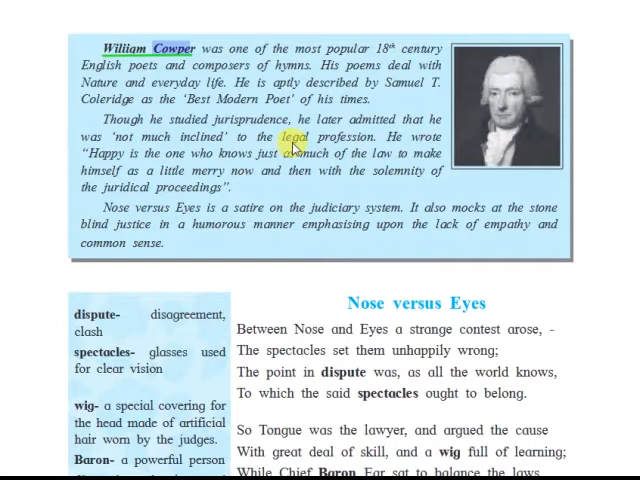 Wiliiam Cowper was one of the most popular 18th century
English poets and composers of hymns. His poems deal with
Nature and everyday life. He is aptly described by Samuel T.
Coleridge as the ‘Best Modern Poet’ of his times.
Though he studied jurisprudence, he later admitted that he
was ‘not much inclined’ to the legal profession. He wrote
“Happy is the one who knows just as much of the law to make
himself as a little merry now and then with the solemnity of
the juridical proceedings”.
Nose versus Eyes is a satire on the judiciary system. It also mocks at the stone
blind justice in a humorous manner emphasising upon the lack of empathy and
common sense.
dispute- disagreement,
clash
spectacles- glasses used
for clear vision
wig- a special covering for
the head made of artificial
hair worn by the judges.
Baron- a powerful person
Nose versus Eyes
Between Nose and Eyes a strange contest arose, -
The spectacles set them unhappily wrong;
The point in dispute was, as all the world knows,
To which the said spectacles ought to belong.
So Tongue was the lawyer, and argued the cause
With great deal of skill, and a wig full of learning;
While Chief Baron Ear sat to balance the laws